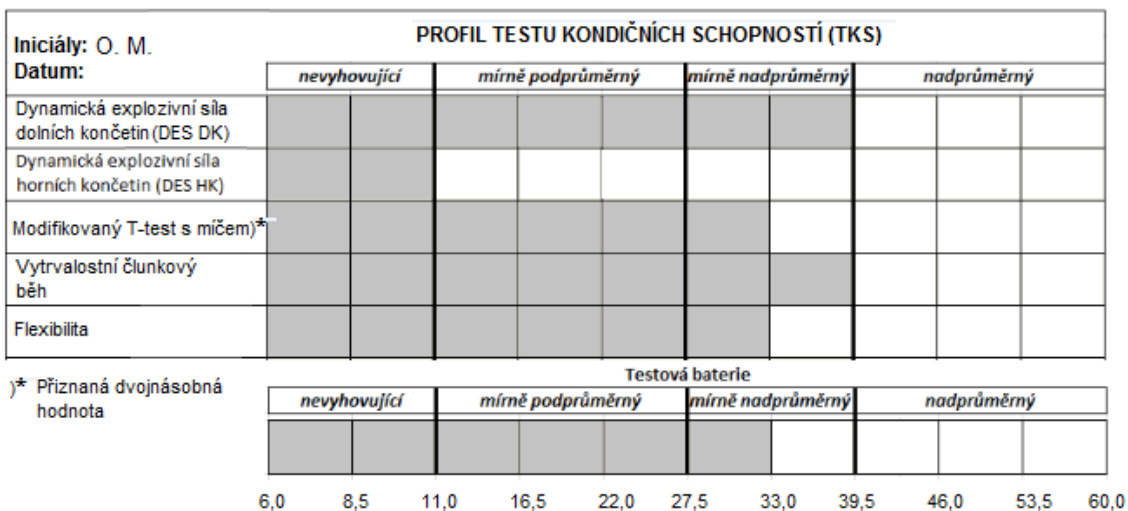 Iniciály: O. M.
PROFIL TESTU KONDIČNÍCH SCHOPNOSTÍ (TKS)
Datum:
nevyhovující mírně podprůměrný mírně nadprůměrný nadprůměrný
Dynamická explozivní síla
dolních končetin (DES DK)
Dynamická explozivní síla
horních končetin (DES HK)
Modifikovaný T-test s míčem)*
Vytrvalostní člunkový
běh
Flexibilita
)* Přiznaná dvojnásobná
hodnota
Testová baterie
nevyhovující mírně podprůměrný mírně nadprůměrný nadprůměrný
6,0 8,5 11,0 16,5 22,0 27,5 33,0 39,5 46,0 53,5 60,0